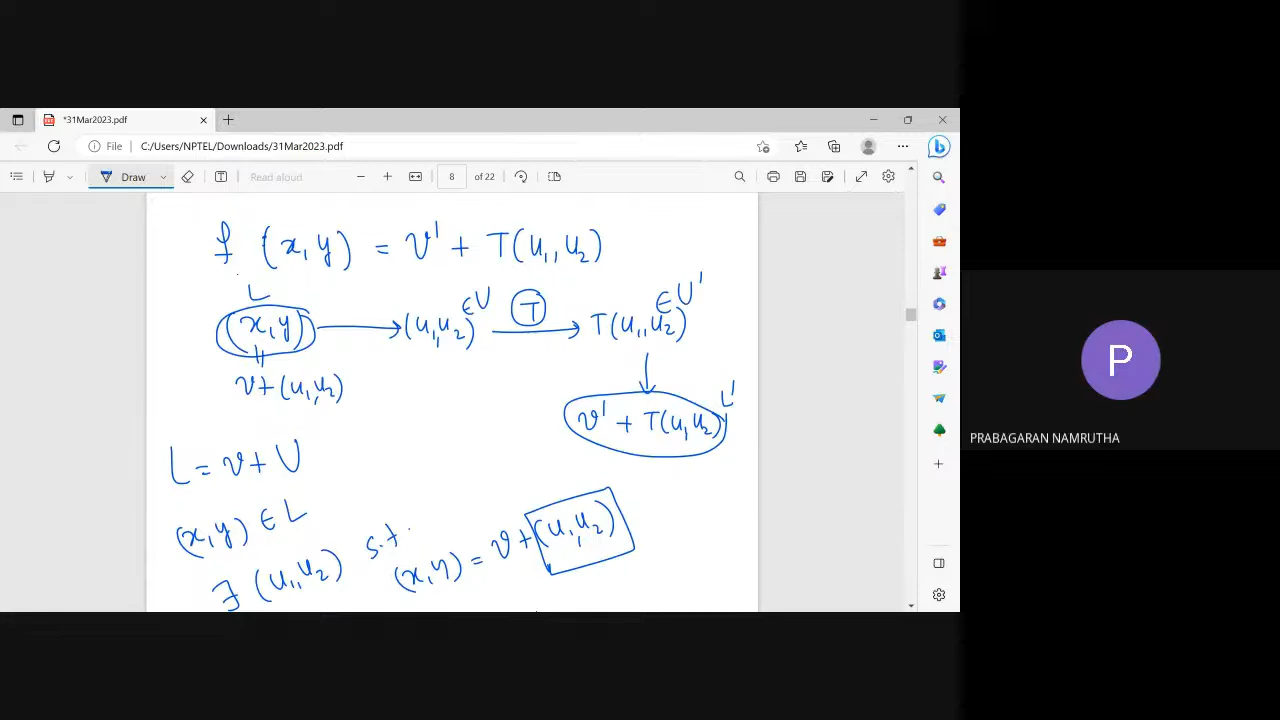 *31Mar2023.pdf
File C:/Users/NPTEL/Downloads/31Mar2023.pdf
Draw Read aloud 8 of 22
f (x, y) = v' + T(u₁, u₂)
L
(x, y) → (u₁, u₂) ∈ U T → T(u₁, u₂) ∈ U'
||
v + (u₁, u₂)
v' + T(u₁, u₂) L'
L = v + U
(x, y) ∈ L
∃ (u₁, u₂) s.t. (x, y) = v + (u₁, u₂)
P
PRABAGARAN NAMRUTHA